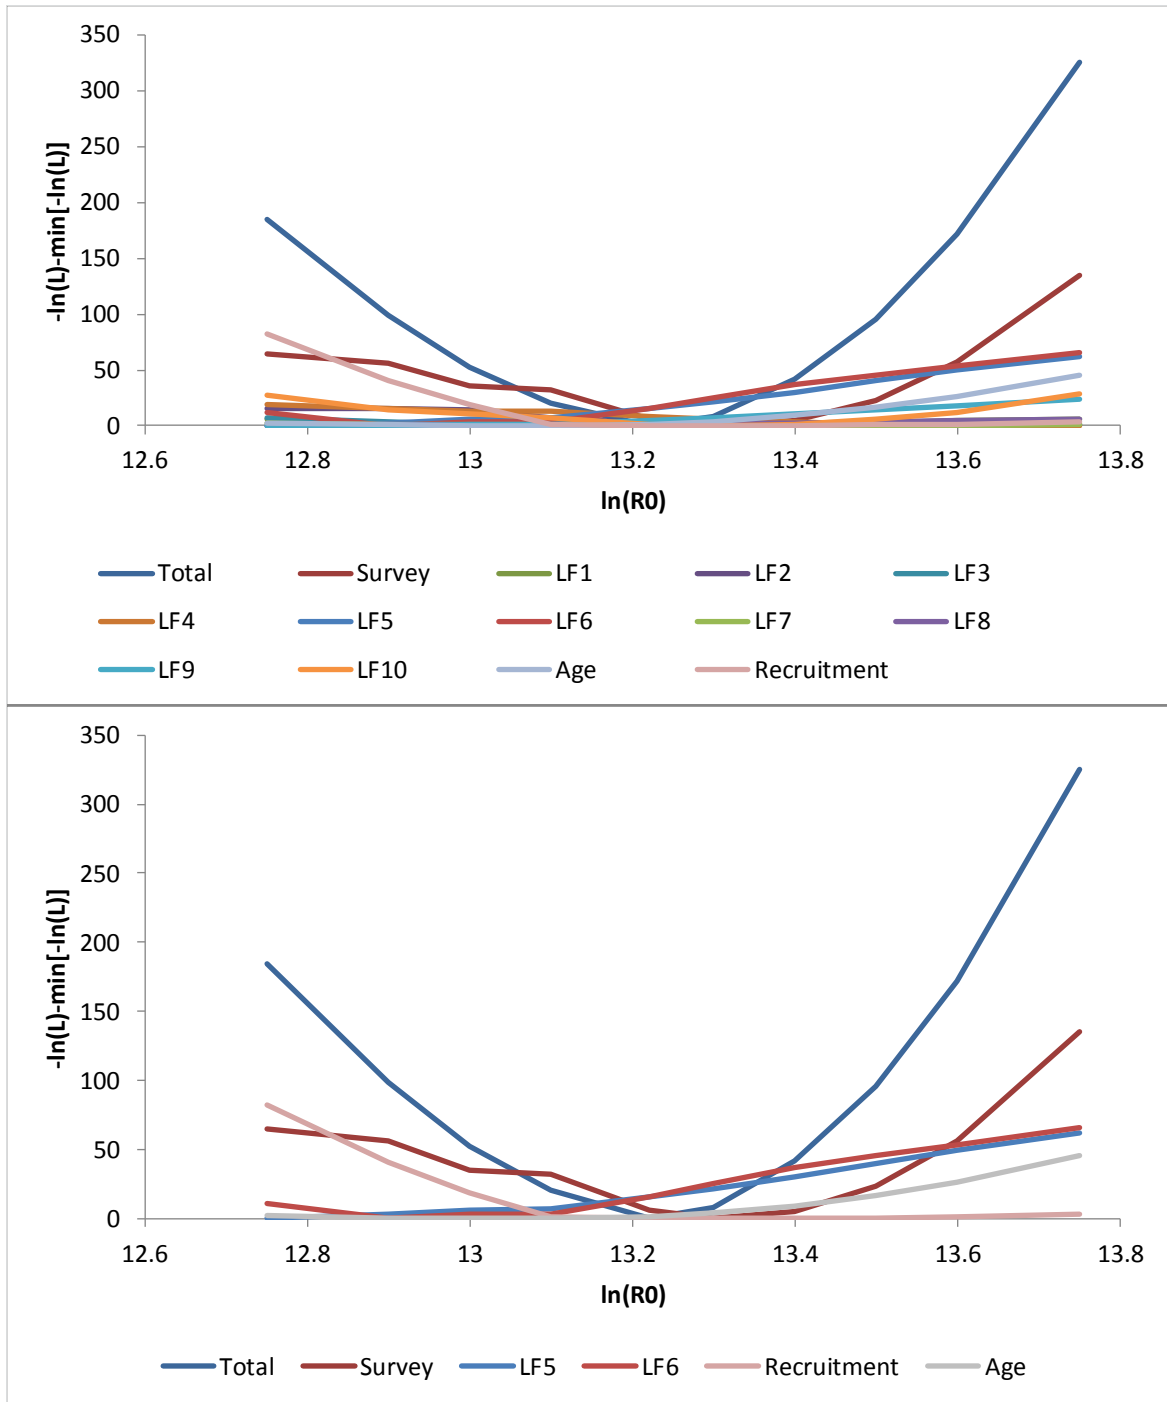 350
300
250
200
150
100
50
0
-ln(L)-min[-ln(L)]
12.6 12.8 13 13.2 13.4 13.6 13.8
ln(R0)
Total Survey LF1 LF2 LF3
LF4 LF5 LF6 LF7 LF8
LF9 LF10 Age Recruitment
350
300
250
200
150
100
50
0
-ln(L)-min[-ln(L)]
12.6 12.8 13 13.2 13.4 13.6 13.8
ln(R0)
Total Survey LF5 LF6 Recruitment Age